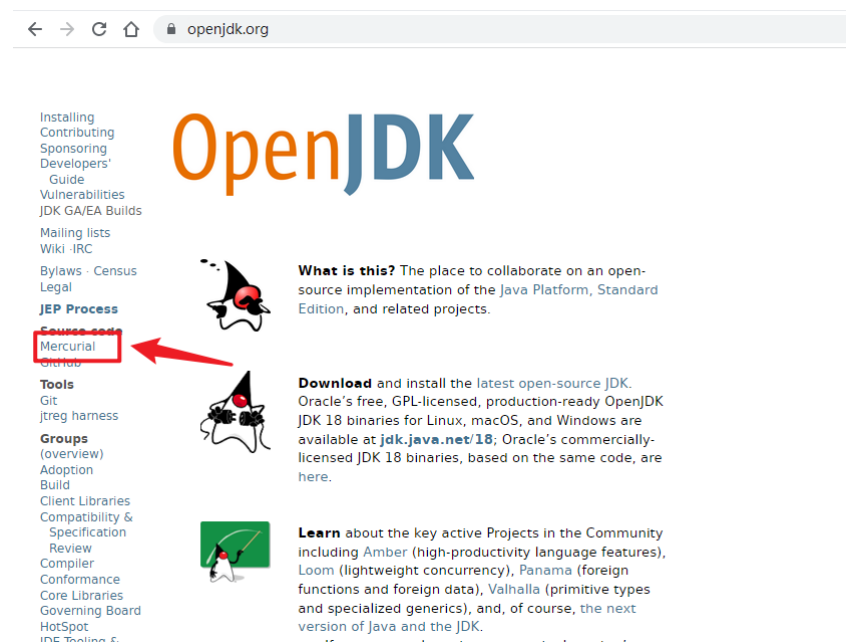 openjdk.org
OpenJDK
Installing
Contributing
Sponsoring
Developers'
Guide
Vulnerabilities
JDK GA/EA Builds
Mailing lists
Wiki · IRC
Bylaws · Census
Legal
JEP Process
Source code
Mercurial
GitHub
Tools
Git
jtreg harness
Groups
(overview)
Adoption
Build
Client Libraries
Compatibility &
Specification
Review
Compiler
Conformance
Core Libraries
Governing Board
HotSpot
IDE Tooling &
What is this? The place to collaborate on an open-
source implementation of the Java Platform, Standard
Edition, and related projects.
Download and install the latest open-source JDK.
Oracle's free, GPL-licensed, production-ready OpenJDK
JDK 18 binaries for Linux, macOS, and Windows are
available at jdk.java.net/18; Oracle's commercially-
licensed JDK 18 binaries, based on the same code, are
here.
Learn about the key active Projects in the Community
including Amber (high-productivity language features),
Loom (lightweight concurrency), Panama (foreign
functions and foreign data), Valhalla (primitive types
and specialized generics), and, of course, the next
version of Java and the JDK.